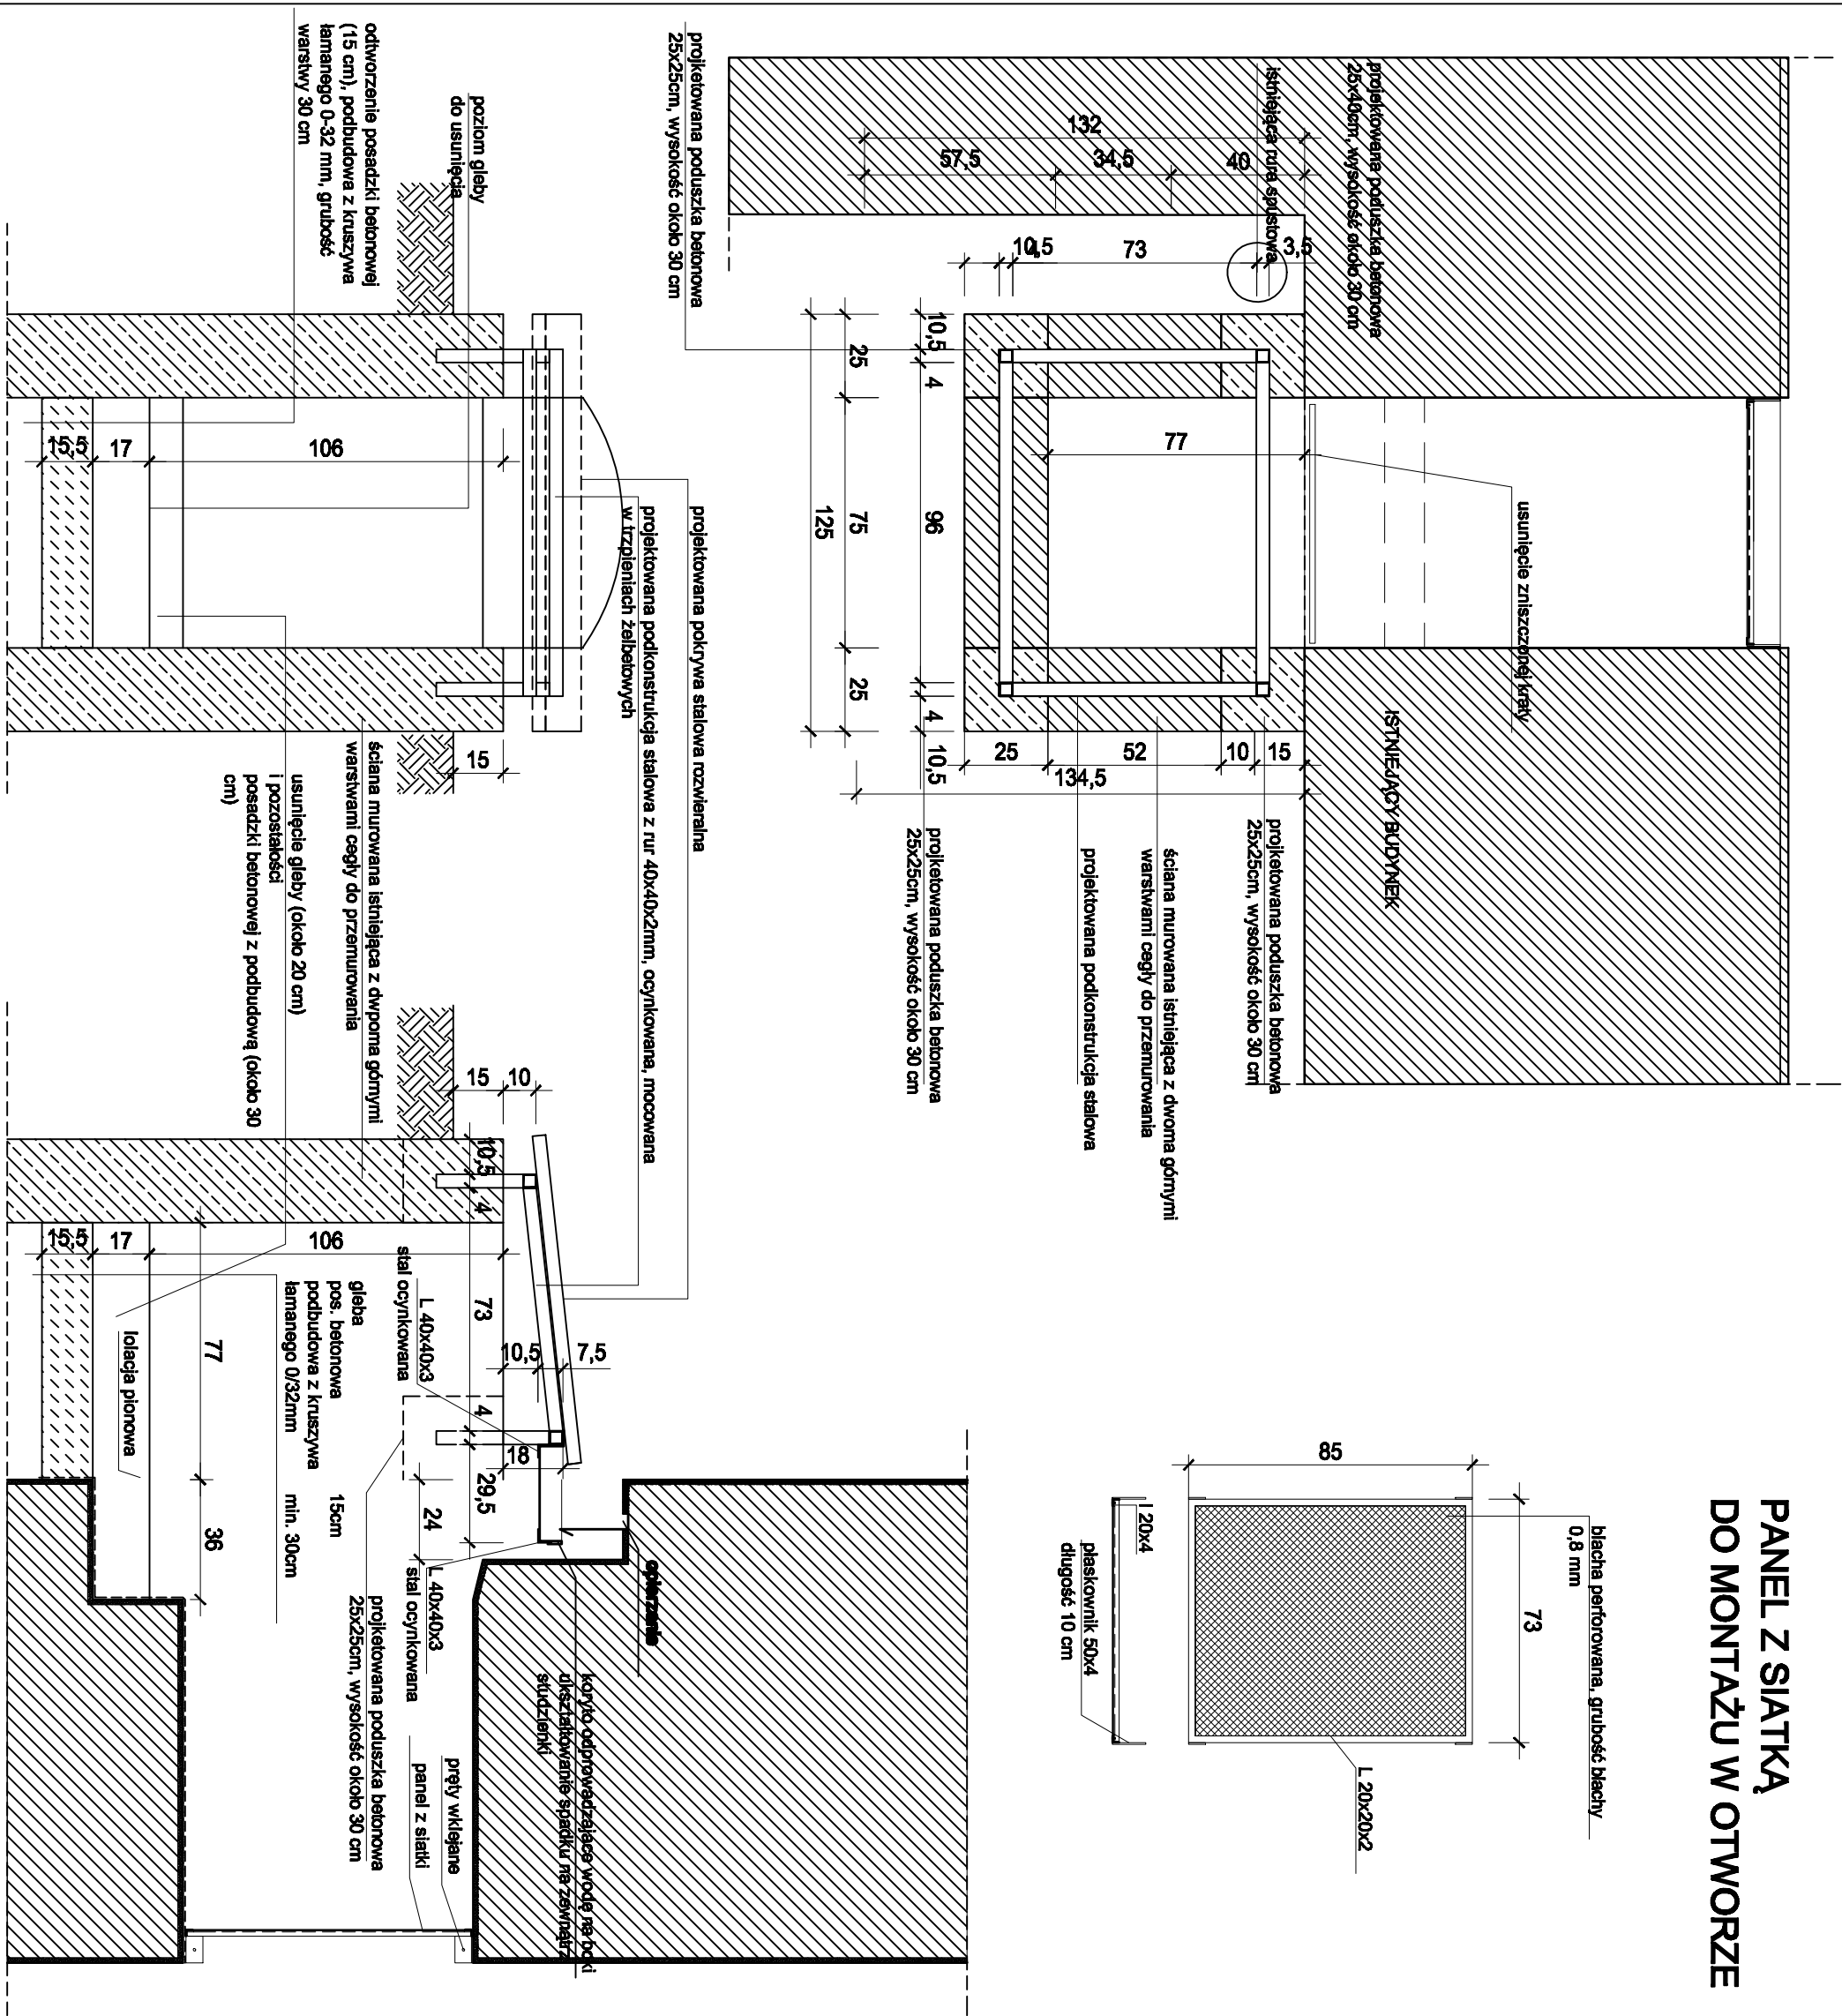 PANEL Z SIATKĄ
DO MONTAŻU W OTWORZE
blacha perforowana, grubość blachy
0,8 mm
73
85
L 20x20x2
I 20x4
płaskownik 50x4
długość 10 cm
projektowana poduszka betonowa
25x40cm, wysokość około 30 cm
istniejąca rura spustowa
132
57,5
34,5
40
10,5
4
73
3,5
projketowana poduszka betonowa
25x25cm, wysokość około 30 cm
usunięcie zniszczonej kraty
ISTNIEJĄCY BUDYNEK
77
10,5
4
96
4
10,5
25
75
25
125
25
52
10
15
134,5
projketowana poduszka betonowa
25x25cm, wysokość około 30 cm
ściana murowana istniejąca z dwoma górnymi
warstwami cegły do przemurowania
projektowana podkonstrukcja stalowa
projketowana poduszka betonowa
25x25cm, wysokość około 30 cm
odtworzenie posadzki betonowej
(15 cm), podbudowa z kruszywa
łamanego 0-32 mm, grubość
warstwy 30 cm
poziom gleby
do usunięcia
15,5
17
106
15
projektowana pokrywa stalowa rozwieralna
projektowana podkonstrukcja stalowa z rur 40x40x2mm, ocynkowana, mocowana
w trzpieniach żelbetowych
ściana murowana istniejąca z dwpoma górnymi
warstwami cegły do przemurowania
usunięcie gleby (około 20 cm)
i pozostałości
posadzki betonowej z podbudową (około 30
cm)
15
10
10,5
4
73
4
29,5
10,5
7,5
18
24
15,5
17
106
77
36
L 40x40x3
stal ocynkowana
gleba
pos. betonowa 15cm
podbudowa z kruszywa
łamanego 0/32mm min. 30cm
Iolacja pionowa
opierzenie
koryto odprowadzające wodę na boki
ukształtowanie spadku na zewnątrz
studzienki
L 40x40x3
stal ocynkowana
projketowana poduszka betonowa
25x25cm, wysokość około 30 cm
pręty wklejane
panel z siatki